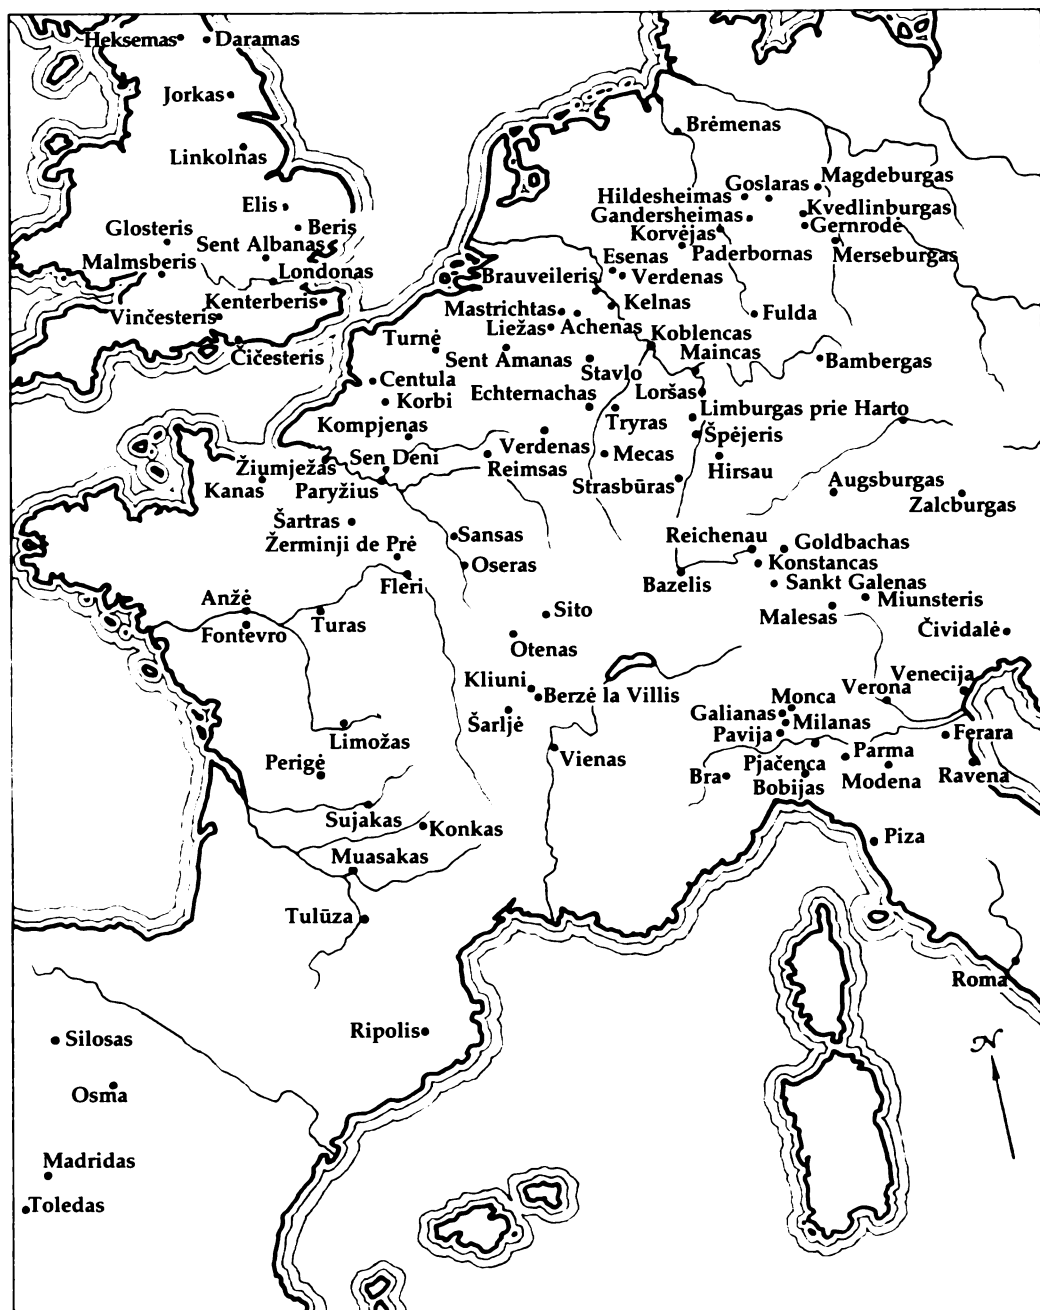 Heksemas
Daramas
Jorkas
Linkolnas
Elis
Beris
Glosteris
Sent Albanas
Malmsberis
Londonas
Kenterberis
Vinčesteris
Čičesteris
Brėmenas
Magdeburgas
Goslaras
Hildesheimas
Kvedlinburgas
Gandersheimas
Gernrodė
Korvėjas
Paderbornas
Merseburgas
Esenas
Brauveileris
Verdenas
Kelnas
Mastrichtas
Fulda
Liežas
Achenas
Turnė
Koblencas
Sent Amanas
Maincas
Bambergas
Stavlo
Centula
Echternachas
Loršas
Korbi
Limburgas prie Harto
Tryras
Kompjenas
Špėjeris
Verdenas
Sen Deni
Mecas
Žiumježas
Reimsas
Hirsau
Kanas
Paryžius
Strasbūras
Augsburgas
Zalcburgas
Šartras
Sansas
Reichenau
Goldbachas
Žerminji de Prė
Konstancas
Oseras
Fleri
Bazelis
Sankt Galenas
Anžė
Miunsteris
Sito
Malesas
Fontevro
Turas
Čividalė
Otenas
Kliuni
Venecija
Berzė la Villis
Verona
Monca
Galianas
Milanas
Šarljė
Pavija
Ferara
Limožas
Parma
Vienas
Perigė
Pjačenca
Bra
Modena
Ravena
Bobijas
Sujakas
Konkas
Piza
Muasakas
Tulūza
Roma
Ripolis
Silosas
N
Osma
Madridas
Toledas